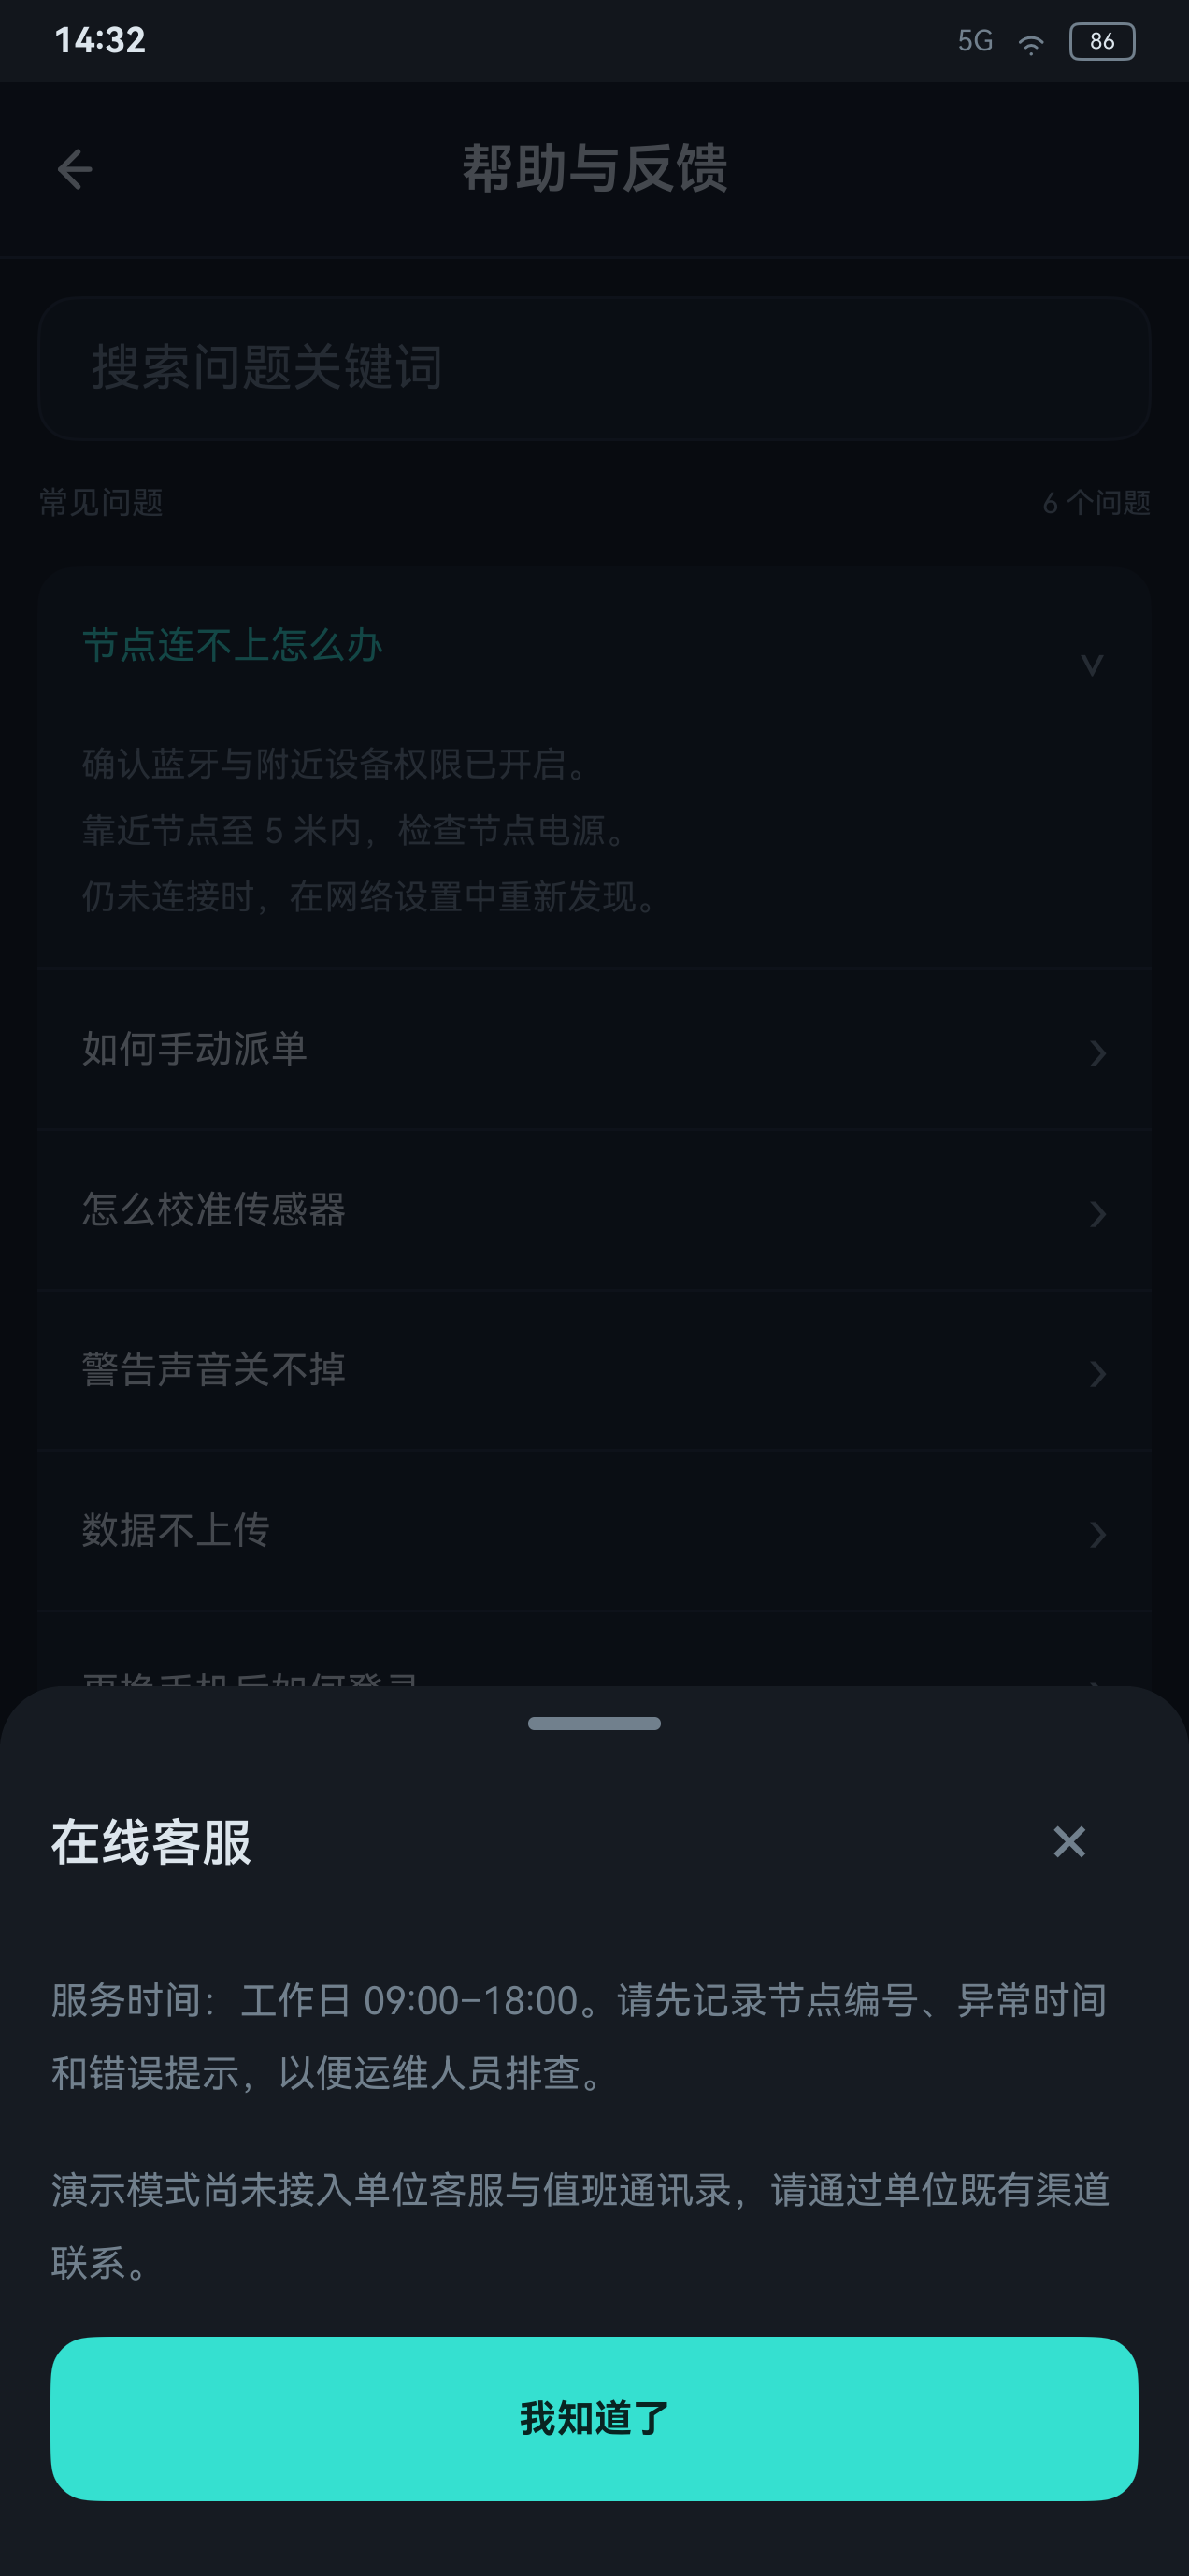 14:32
5G
86
帮助与反馈
搜索问题关键词
常见问题
6 个问题
节点连不上怎么办
确认蓝牙与附近设备权限已开启。
靠近节点至 5 米内，检查节点电源。
仍未连接时，在网络设置中重新发现。
如何手动派单
怎么校准传感器
警告声音关不掉
数据不上传
更换手机后如何登录
在线客服
服务时间：工作日 09:00–18:00。请先记录节点编号、异常时间
和错误提示，以便运维人员排查。
演示模式尚未接入单位客服与值班通讯录，请通过单位既有渠道
联系。
我知道了